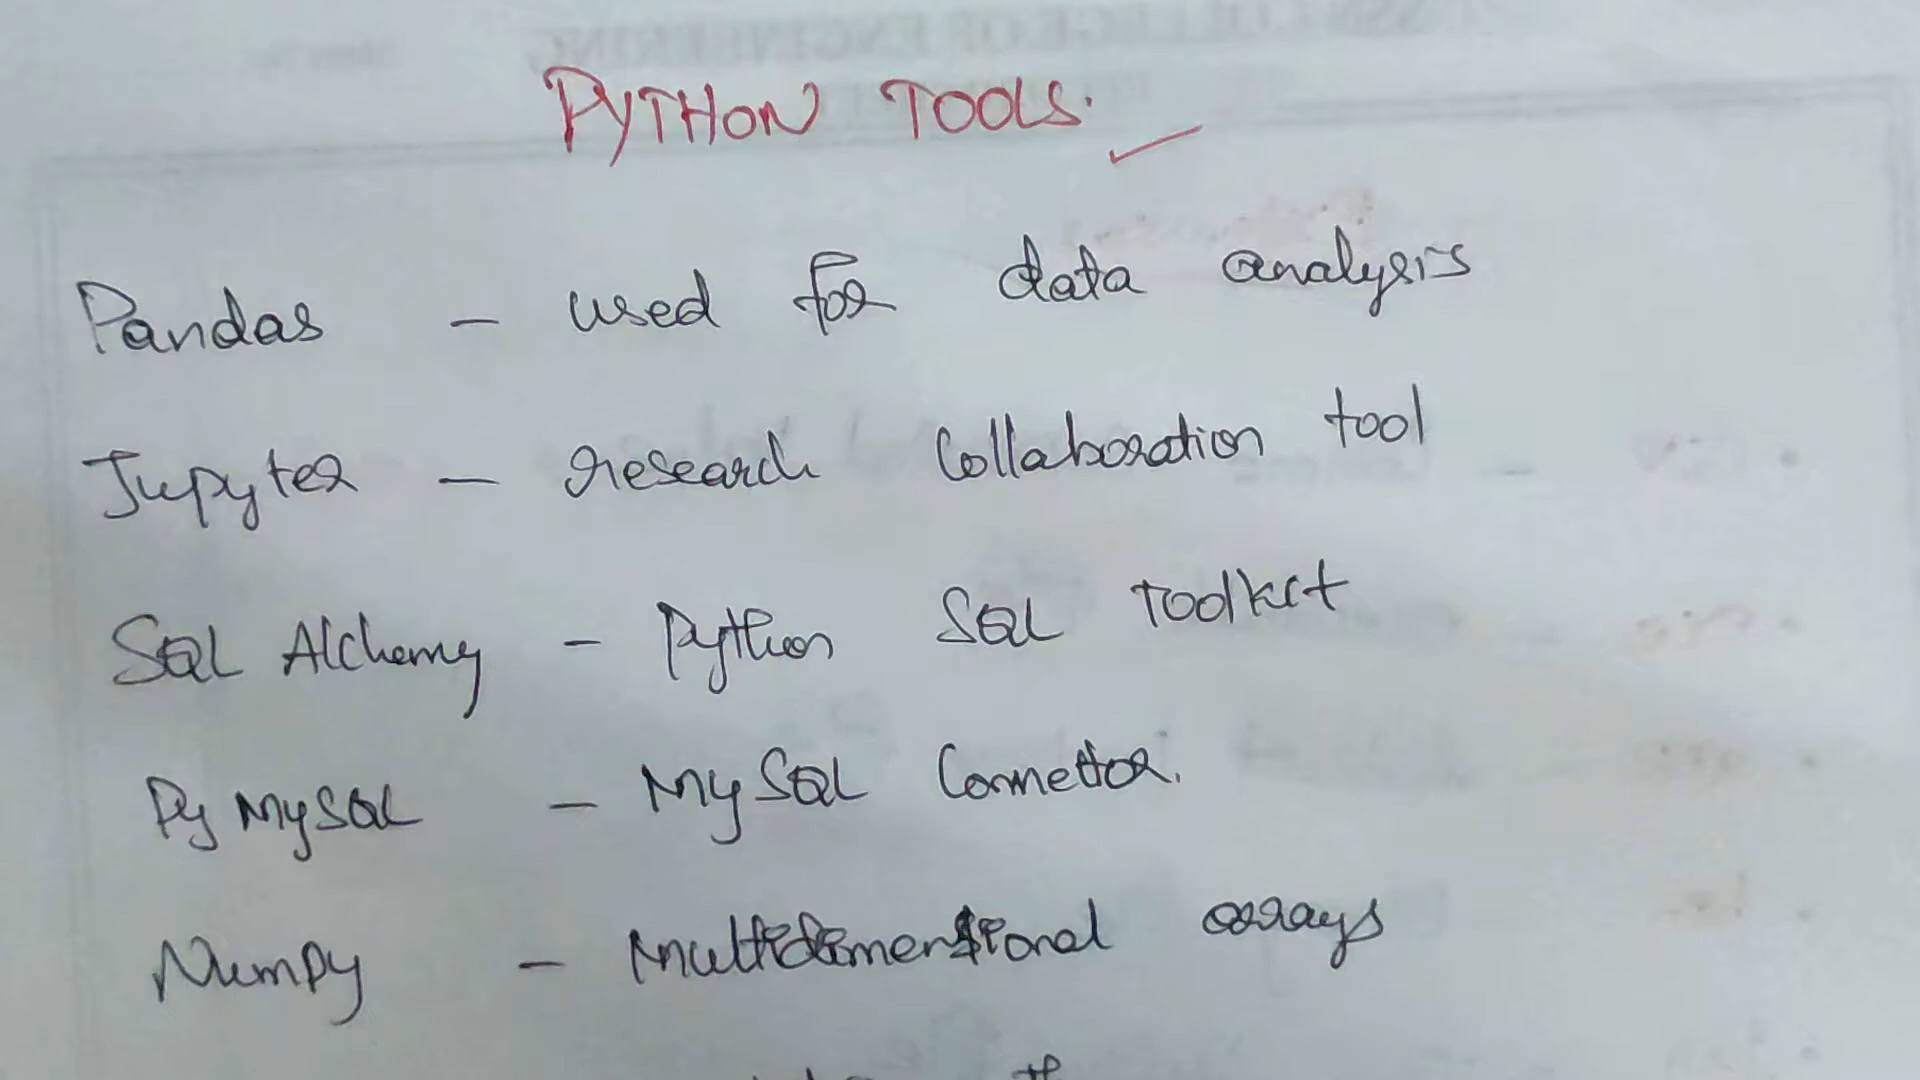 PYTHON TOOLS.
Pandas - used for data analysis
Jupyter - research Collaboration tool
SQL Alchemy - Python SQL Toolkit
Py MySQL - MySQL Connettor.
Numpy - Multidimensional arrays